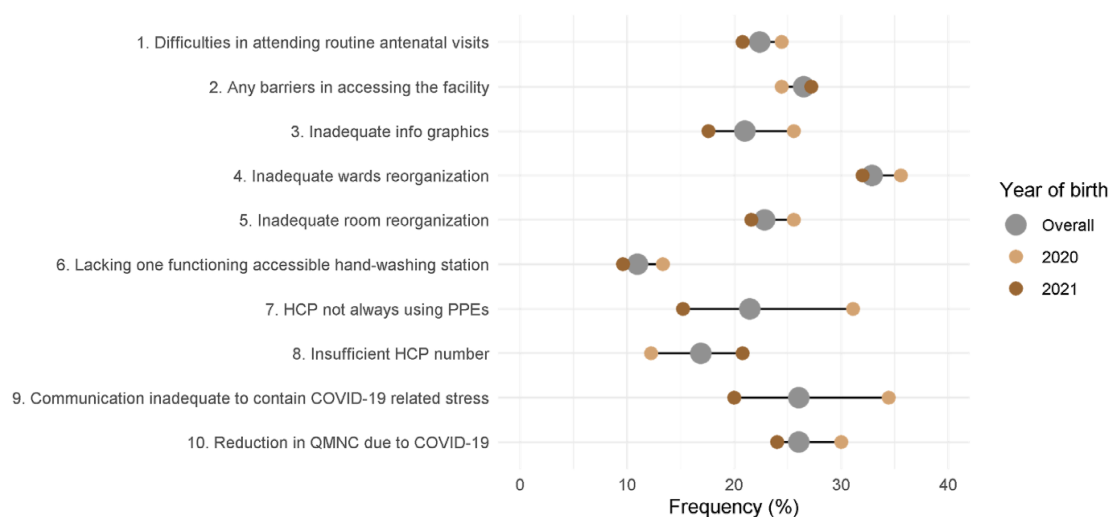 1. Difficulties in attending routine antenatal visits
2. Any barriers in accessing the facility
3. Inadequate info graphics
4. Inadequate wards reorganization
5. Inadequate room reorganization
6. Lacking one functioning accessible hand-washing station
7. HCP not always using PPEs
8. Insufficient HCP number
9. Communication inadequate to contain COVID-19 related stress
10. Reduction in QMNC due to COVID-19
0 10 20 30 40
Frequency (%)
Year of birth
Overall
2020
2021